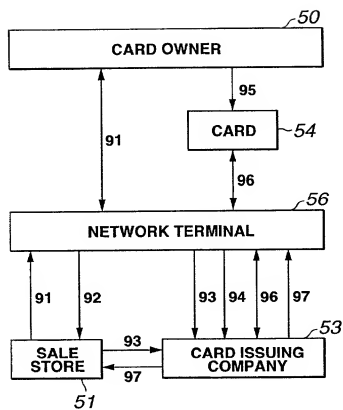 50
CARD OWNER
95
91
CARD
54
96
56
NETWORK TERMINAL
91 92 93 94 96 97
53
SALE STORE
93
97
CARD ISSUING COMPANY
51